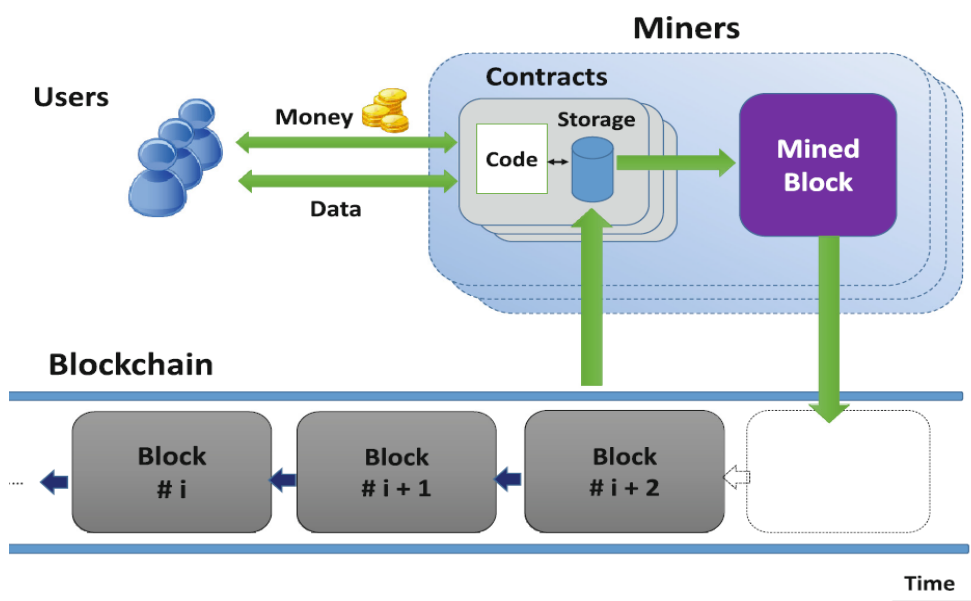 Miners
Contracts
Users
Money
Storage
Code
Mined
Block
Data
Blockchain
Block
# i
Block
# i + 1
Block
# i + 2
....
Time